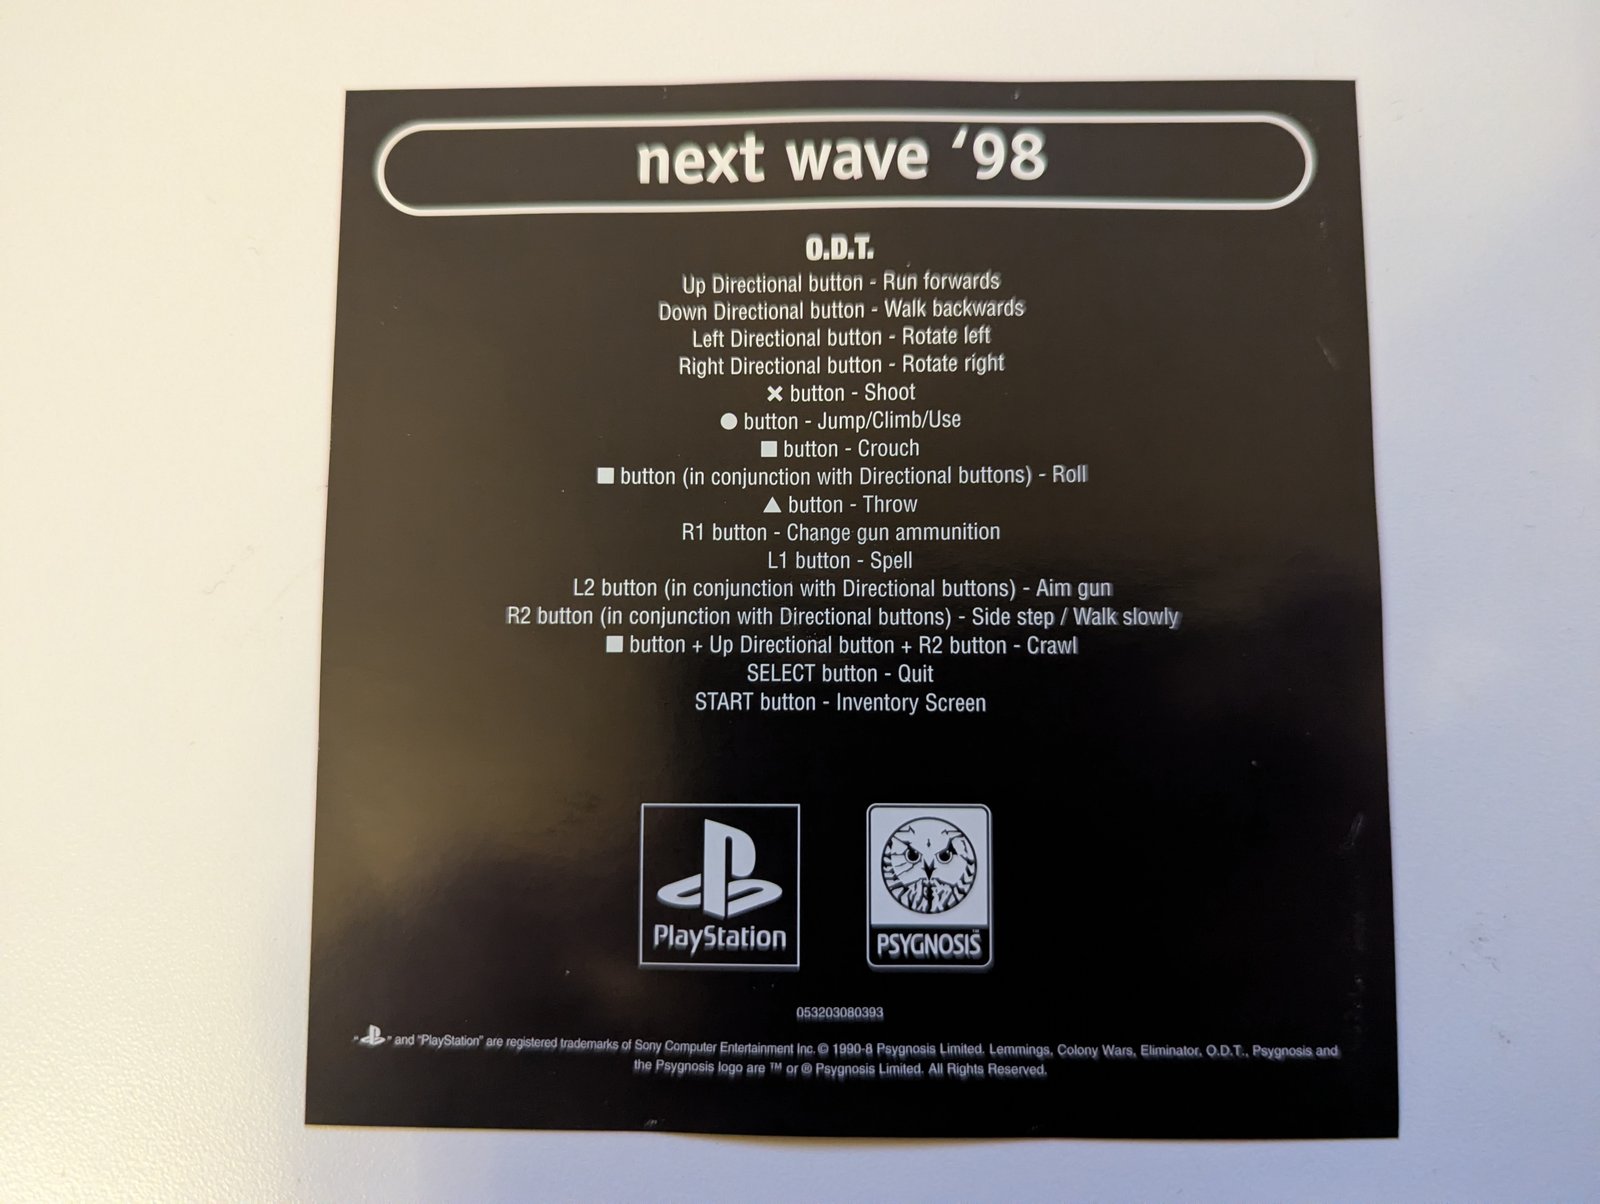 next wave ‘98
O.D.T.
Up Directional button - Run forwards
Down Directional button - Walk backwards
Left Directional button - Rotate left
Right Directional button - Rotate right
✕ button - Shoot
● button - Jump/Climb/Use
■ button - Crouch
■ button (in conjunction with Directional buttons) - Roll
▲ button - Throw
R1 button - Change gun ammunition
L1 button - Spell
L2 button (in conjunction with Directional buttons) - Aim gun
R2 button (in conjunction with Directional buttons) - Side step / Walk slowly
■ button + Up Directional button + R2 button - Crawl
SELECT button - Quit
START button - Inventory Screen
PlayStation
PSYGNOSIS™
053203080393
" " and "PlayStation" are registered trademarks of Sony Computer Entertainment Inc. © 1990-8 Psygnosis Limited. Lemmings, Colony Wars, Eliminator, O.D.T., Psygnosis and
the Psygnosis logo are ™ or ® Psygnosis Limited. All Rights Reserved.